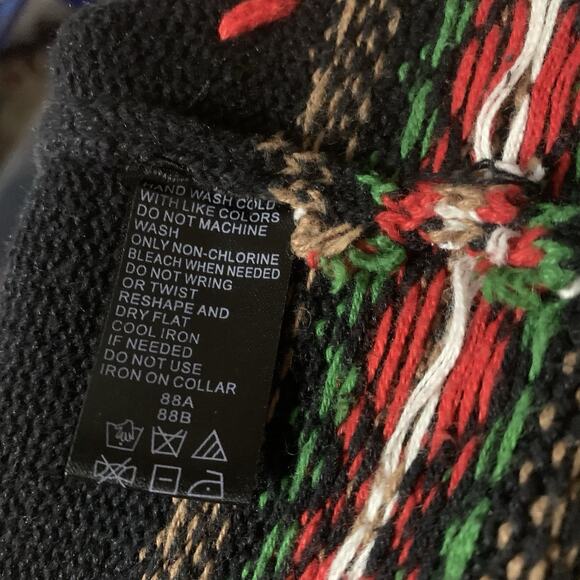 HAND WASH COLD
WITH LIKE COLORS
DO NOT MACHINE
WASH
ONLY NON-CHLORINE
BLEACH WHEN NEEDED
DO NOT WRING
OR TWIST
RESHAPE AND
DRY FLAT
COOL IRON
IF NEEDED
DO NOT USE
IRON ON COLLAR
88A
88B